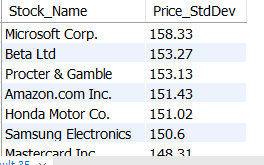 Stock_Name Price_StdDev
Microsoft Corp. 158.33
Beta Ltd 153.27
Procter & Gamble 153.13
Amazon.com Inc. 151.43
Honda Motor Co. 151.02
Samsung Electronics 150.6
Mastercard Inc. 148.31